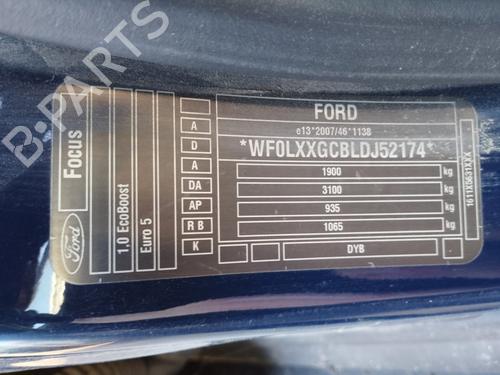 B-PARTS
Focus
Ford
1.0 EcoBoost
Euro 5
A
D
A
DA
AP
R B
K
FORD
e13*2007/46*1138
*WF0LXXGCBLDJ52174*
1900 kg
3100 kg
935 kg
1065 kg
DYB